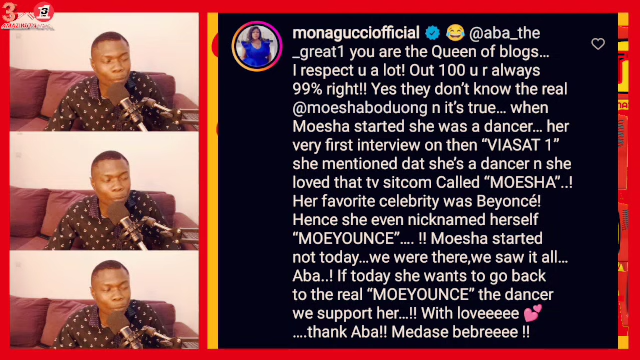 monagucciofficial 😂 @aba_the
_great1 you are the Queen of blogs...
I respect u a lot! Out 100 u r always
99% right!! Yes they don't know the real
@moeshaboduong n it's true... when
Moesha started she was a dancer... her
very first interview on then “VIASAT 1”
she mentioned dat she's a dancer n she
loved that tv sitcom Called “MOESHA”..!
Her favorite celebrity was Beyoncé!
Hence she even nicknamed herself
“MOEYOUNCE”.... !! Moesha started
not today...we were there,we saw it all...
Aba..! If today she wants to go back
to the real “MOEYOUNCE” the dancer
we support her...!! With loveeeee 💕
....thank Aba!! Medase bebreeee !!